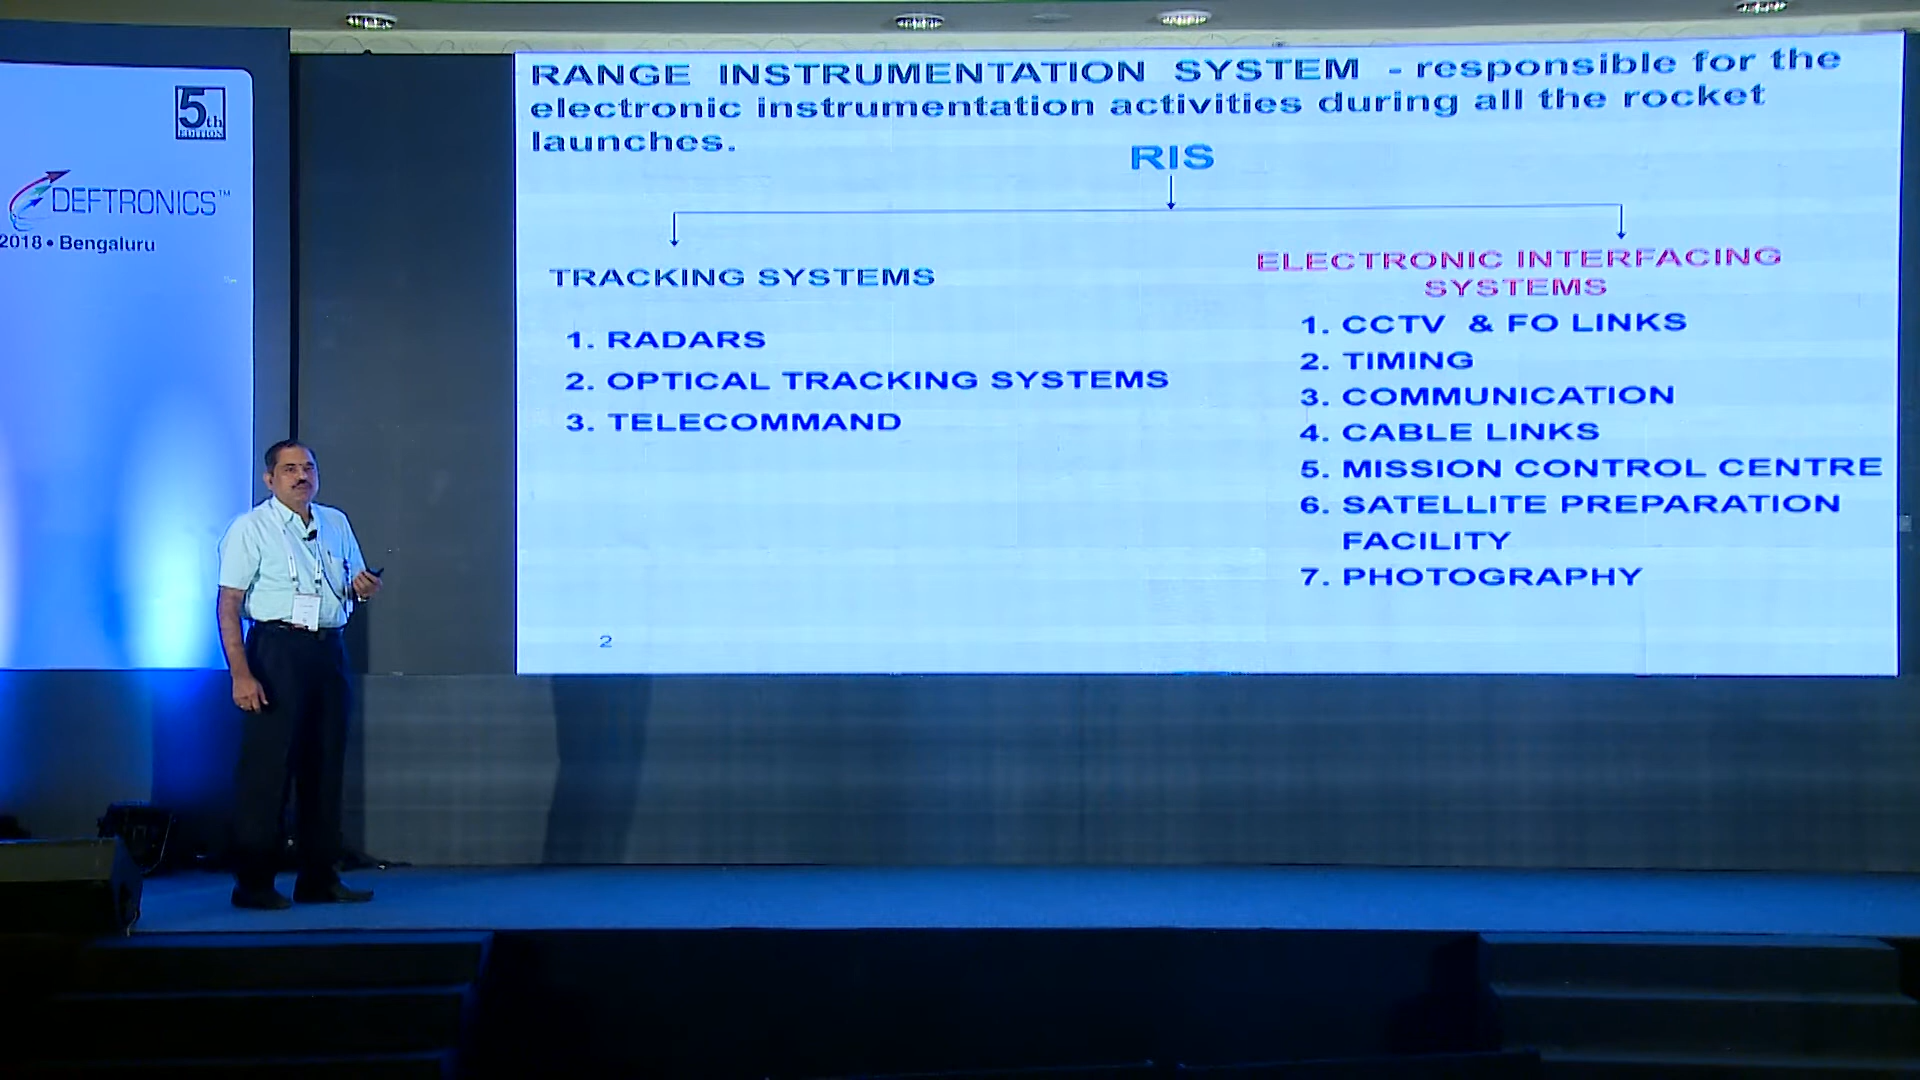 5th
EDITION
DEFTRONICS™
2018 • Bengaluru
RANGE INSTRUMENTATION SYSTEM - responsible for the
electronic instrumentation activities during all the rocket
launches.
RIS
TRACKING SYSTEMS
1. RADARS
2. OPTICAL TRACKING SYSTEMS
3. TELECOMMAND
ELECTRONIC INTERFACING
SYSTEMS
1. CCTV & FO LINKS
2. TIMING
3. COMMUNICATION
4. CABLE LINKS
5. MISSION CONTROL CENTRE
6. SATELLITE PREPARATION
FACILITY
7. PHOTOGRAPHY
2